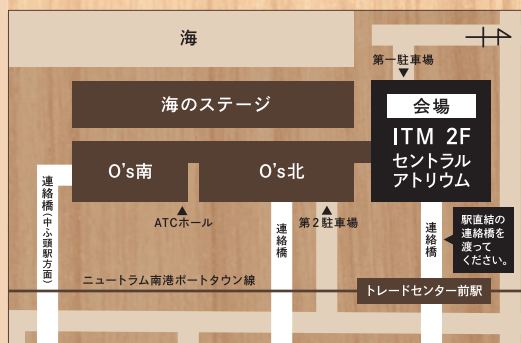 海
第一駐車場
海のステージ
会場
ITM 2F
セントラル
アトリウム
O's南
O's北
ATCホール
第2駐車場
連絡橋(中ふ頭駅方面)
連絡橋
連絡橋
駅直結の
連絡橋を
渡って
ください。
ニュートラム南港ポートタウン線
トレードセンター前駅